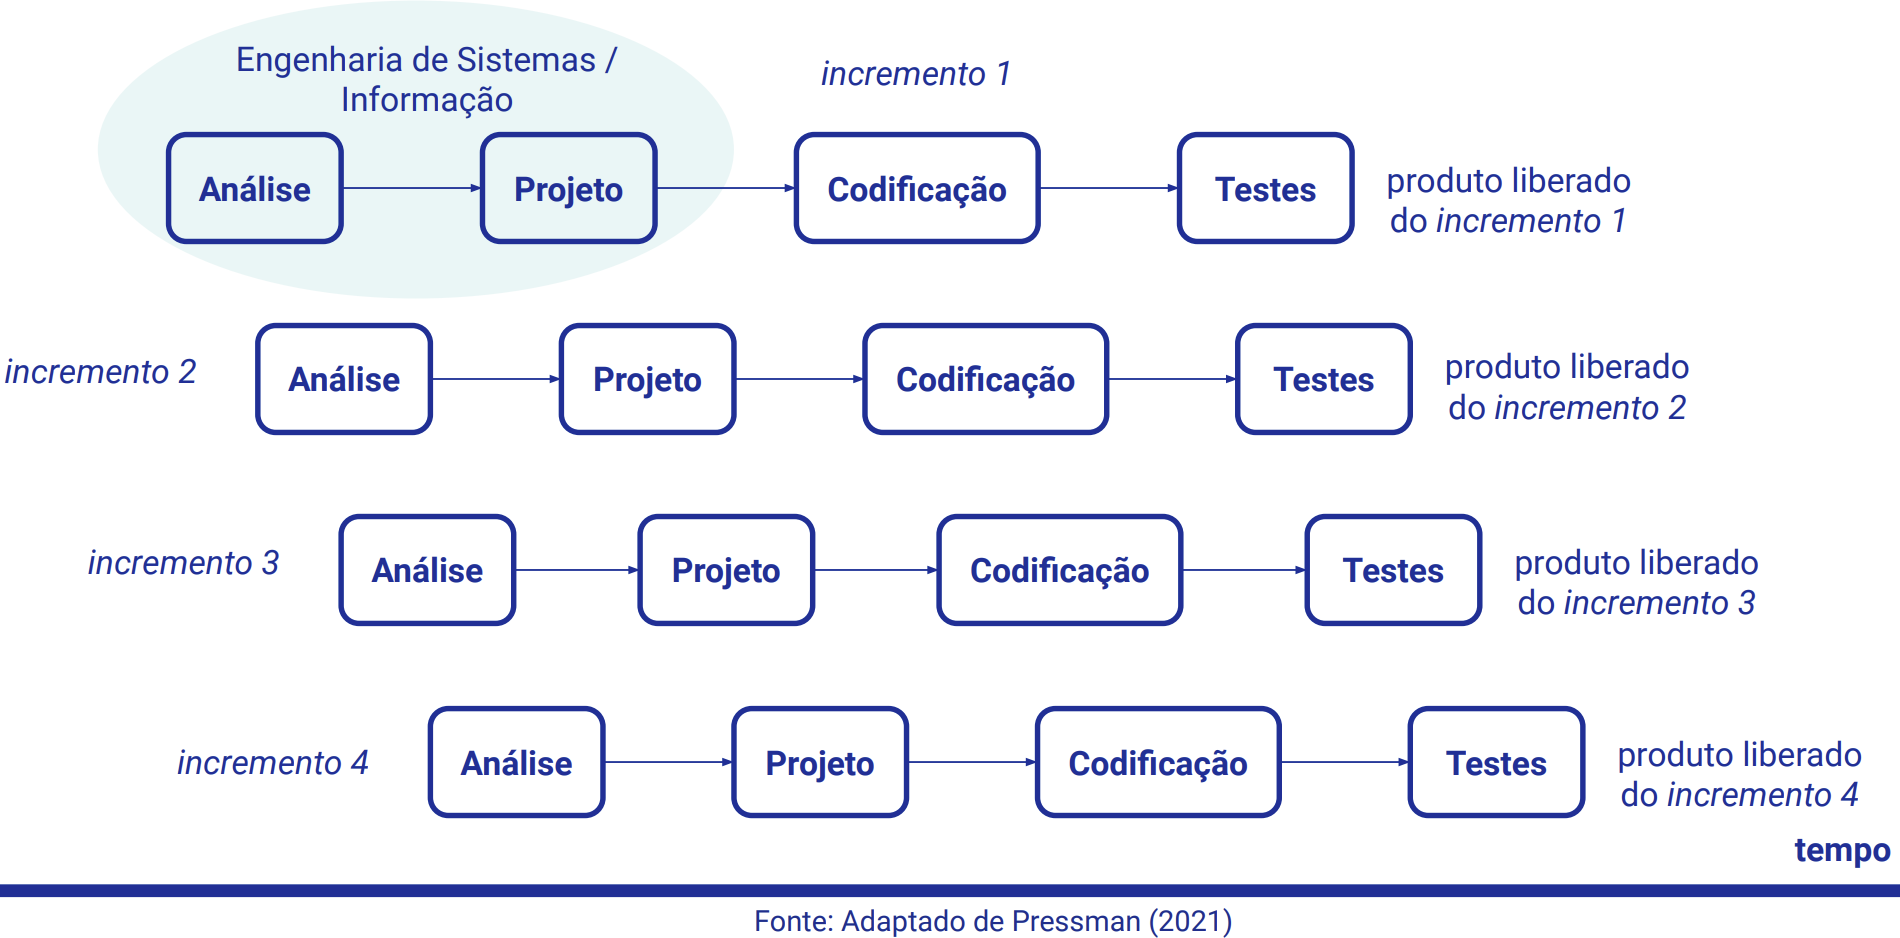 Engenharia de Sistemas /
Informação
incremento 1
Análise
Projeto
Codificação
Testes
produto liberado
do incremento 1
incremento 2
Análise
Projeto
Codificação
Testes
produto liberado
do incremento 2
incremento 3
Análise
Projeto
Codificação
Testes
produto liberado
do incremento 3
incremento 4
Análise
Projeto
Codificação
Testes
produto liberado
do incremento 4
tempo
Fonte: Adaptado de Pressman (2021)